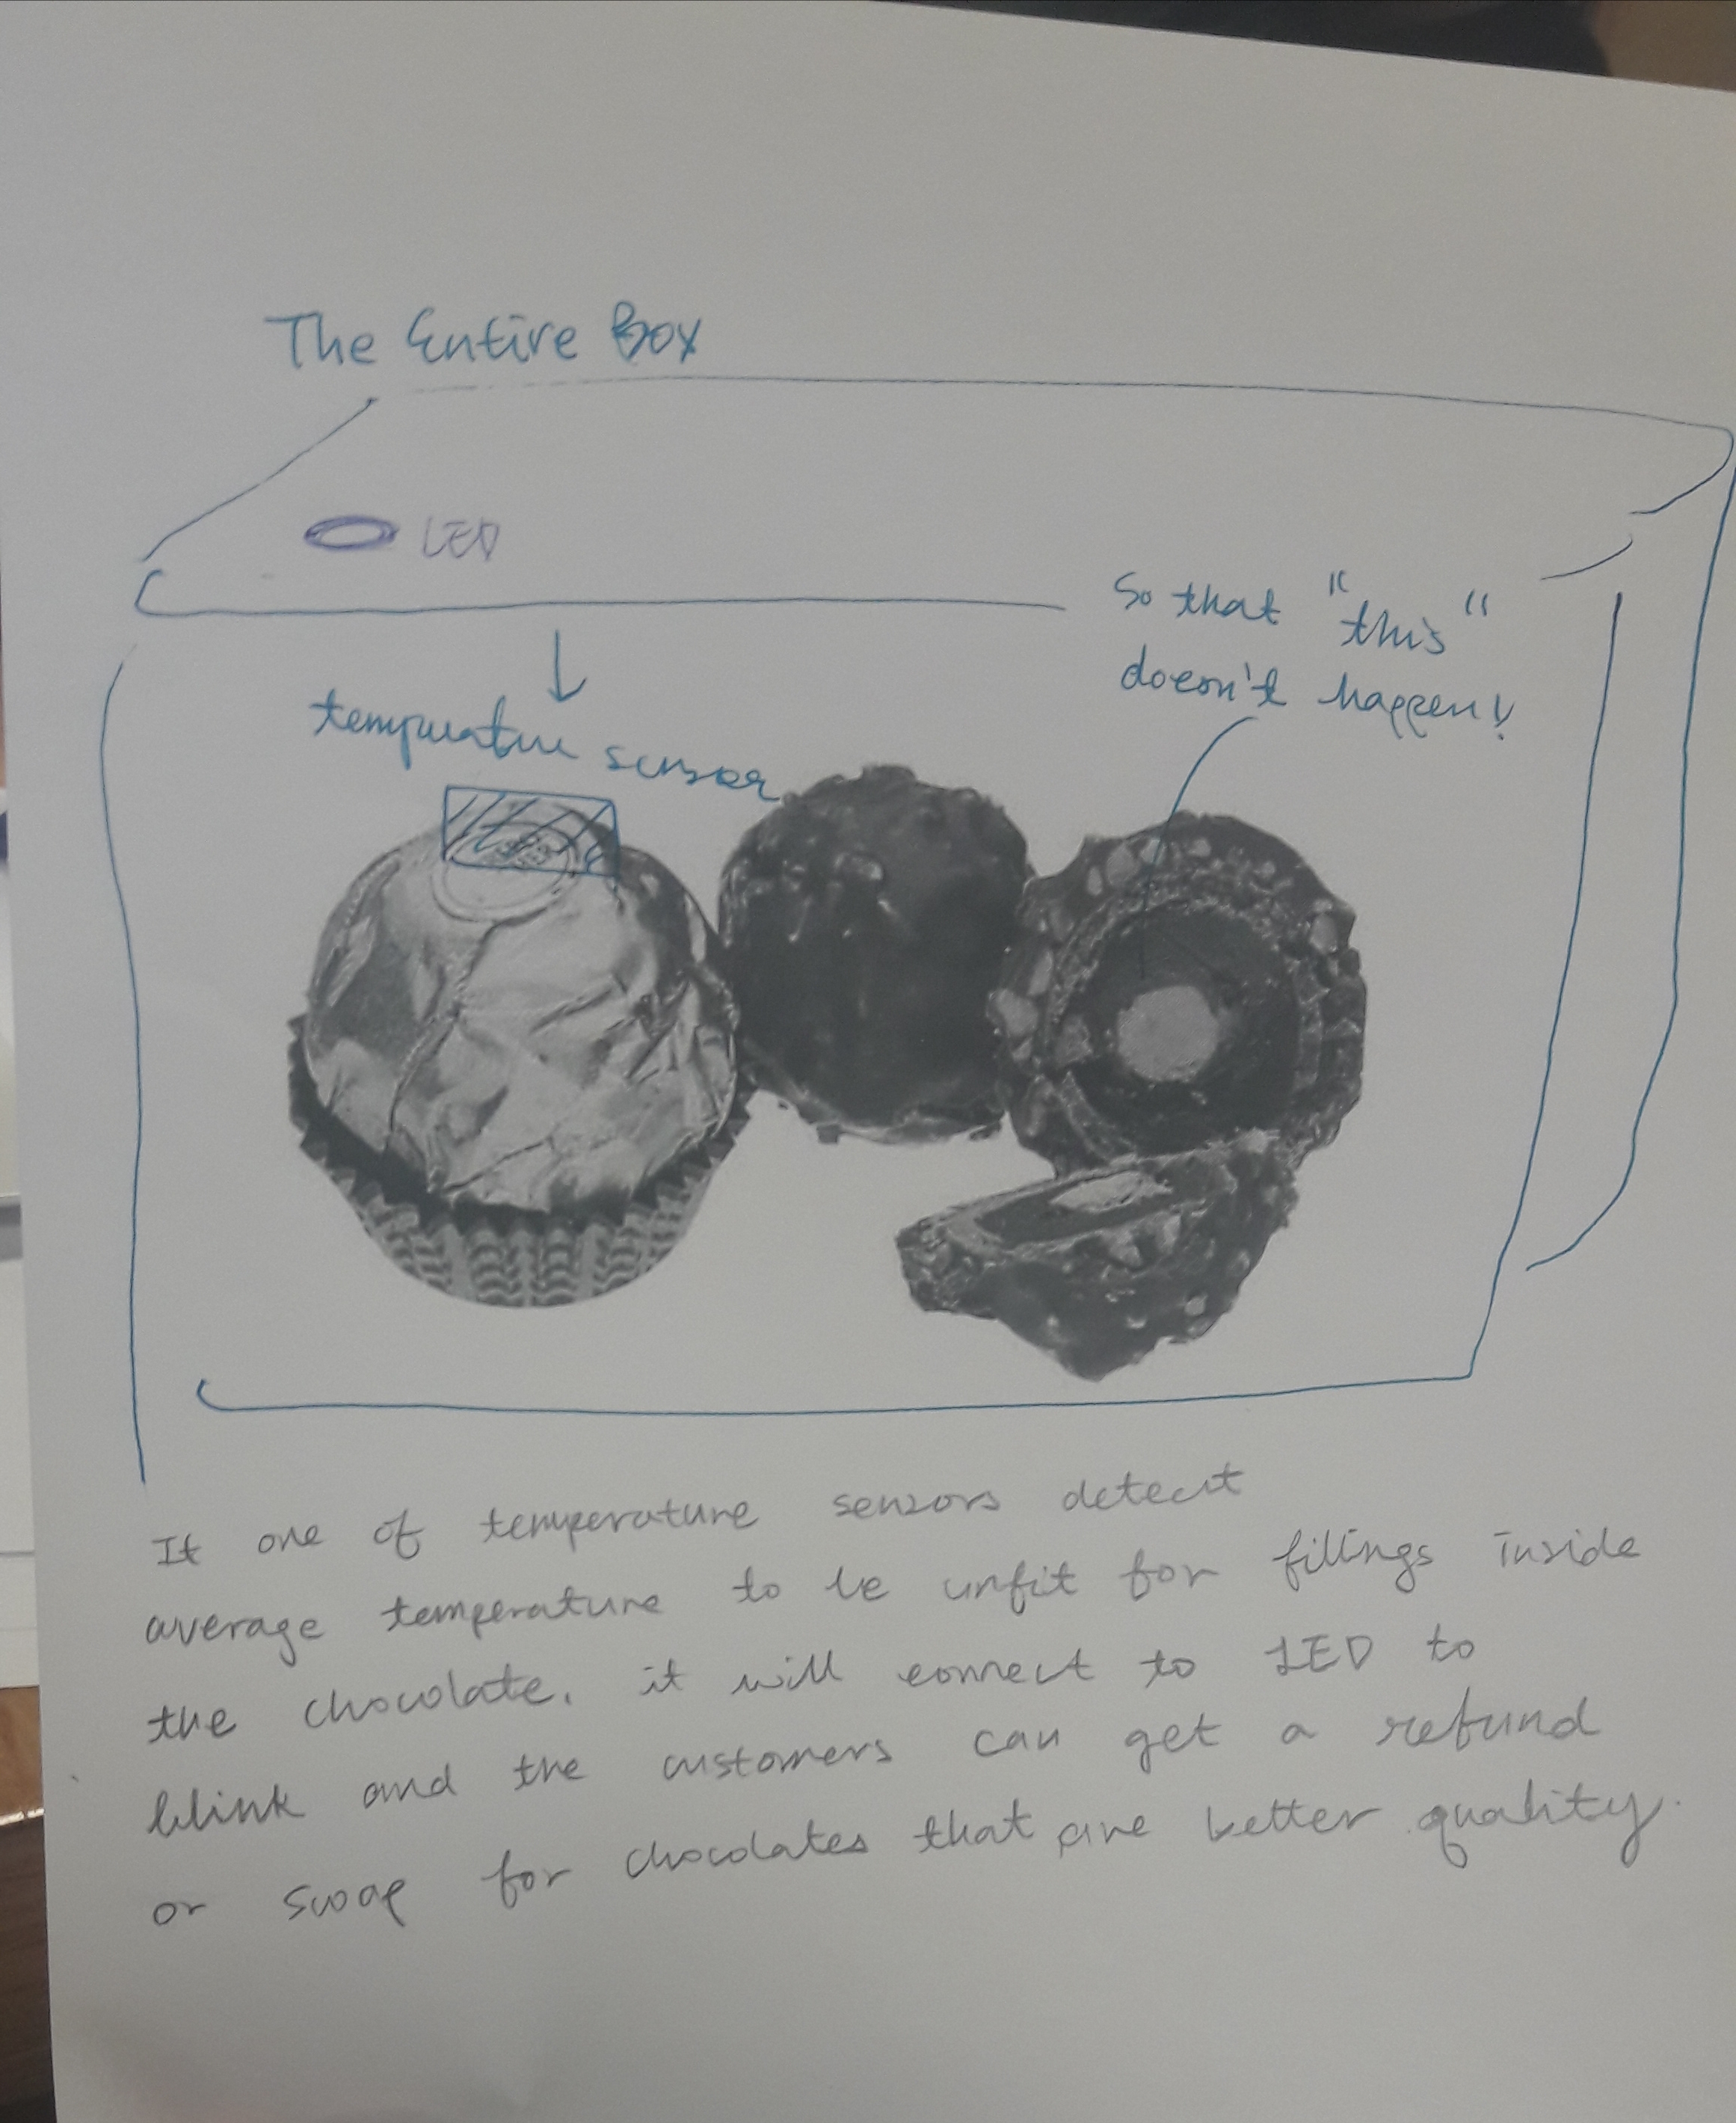 The Entire Box
LED
So that "this"
doesn't happen!
temperature sensor
If one of temperature sensors detect
average temperature to be unfit for fillings inside
the chocolate, it will connect to LED to
blink and the customers can get a refund
or swap for chocolates that are better quality.